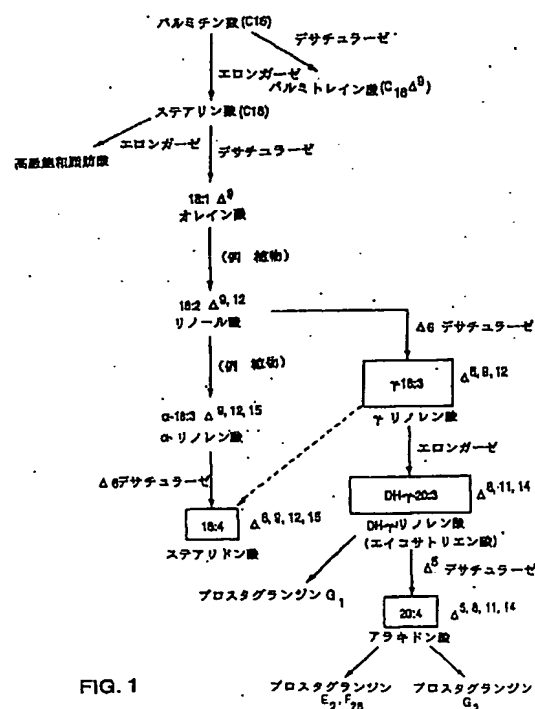 パルミチン酸(C16)
デサチュラーゼ
エロンガーゼ
パルミトレイン酸(C16Δ9)
ステアリン酸(C18)
エロンガーゼ
デサチュラーゼ
高級飽和脂肪酸
18:1 Δ9
オレイン酸
(例 植物)
18:2 Δ9, 12
リノール酸
Δ6 デサチュラーゼ
(例 植物)
γ-18:3
Δ6, 9, 12
γ リノレン酸
α-18:3 Δ9, 12, 15
α-リノレン酸
エロンガーゼ
Δ6デサチュラーゼ
DH-γ-20:3
Δ8, 11, 14
DH-γ-リノレン酸
(エイコサトリエン酸)
18:4
Δ6, 9, 12, 15
ステアリドン酸
Δ5 デサチュラーゼ
プロスタグランジン G1
20:4
Δ5, 8, 11, 14
アラキドン酸
FIG. 1
プロスタグランジン
E2, F2β
プロスタグランジン